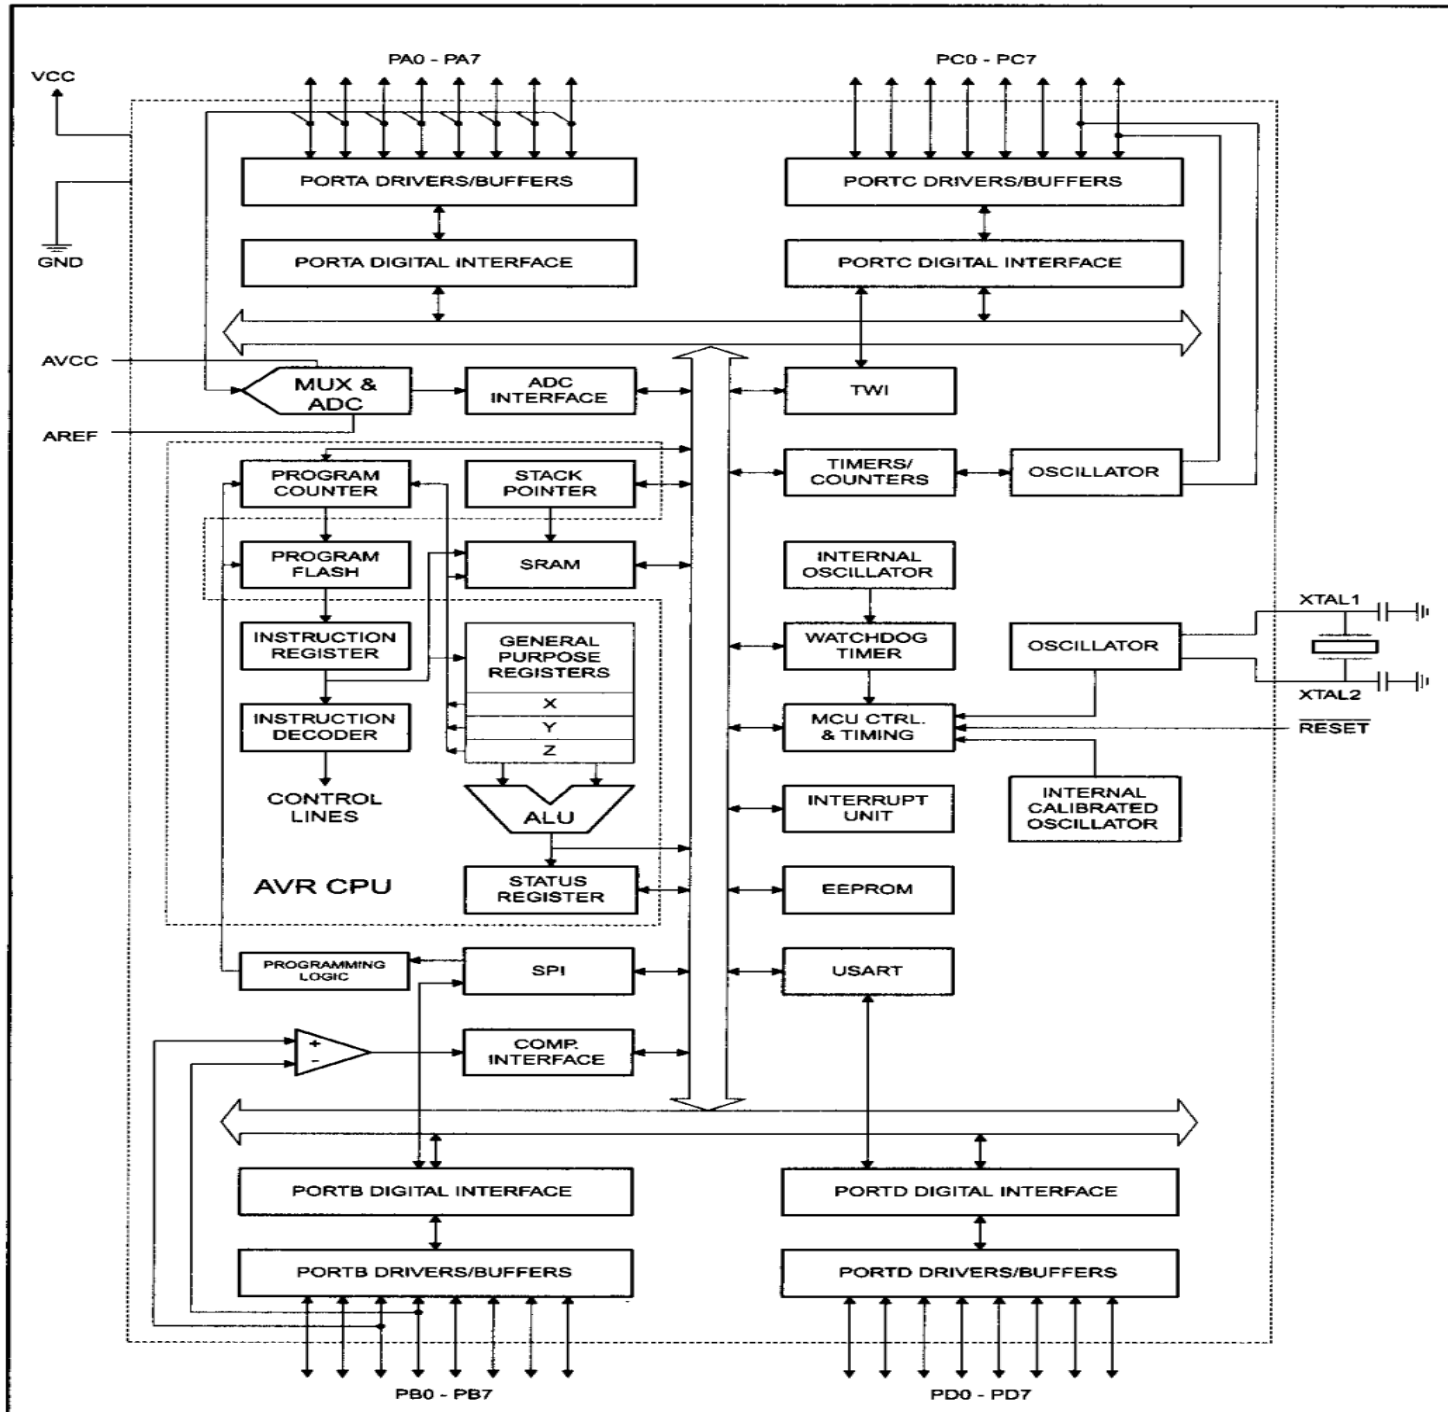 PA0 - PA7
PC0 - PC7
VCC
PORTA DRIVERS/BUFFERS
PORTC DRIVERS/BUFFERS
GND
PORTA DIGITAL INTERFACE
PORTC DIGITAL INTERFACE
AVCC
MUX &
ADC
ADC
INTERFACE
TWI
AREF
PROGRAM
COUNTER
STACK
POINTER
TIMERS/
COUNTERS
OSCILLATOR
PROGRAM
FLASH
SRAM
INTERNAL
OSCILLATOR
XTAL1
INSTRUCTION
REGISTER
GENERAL
PURPOSE
REGISTERS
WATCHDOG
TIMER
OSCILLATOR
XTAL2
X
Y
Z
INSTRUCTION
DECODER
MCU CTRL.
& TIMING
RESET
CONTROL
LINES
ALU
INTERRUPT
UNIT
INTERNAL
CALIBRATED
OSCILLATOR
AVR CPU
STATUS
REGISTER
EEPROM
PROGRAMMING
LOGIC
SPI
USART
+
-
COMP.
INTERFACE
PORTB DIGITAL INTERFACE
PORTD DIGITAL INTERFACE
PORTB DRIVERS/BUFFERS
PORTD DRIVERS/BUFFERS
PB0 - PB7
PD0 - PD7